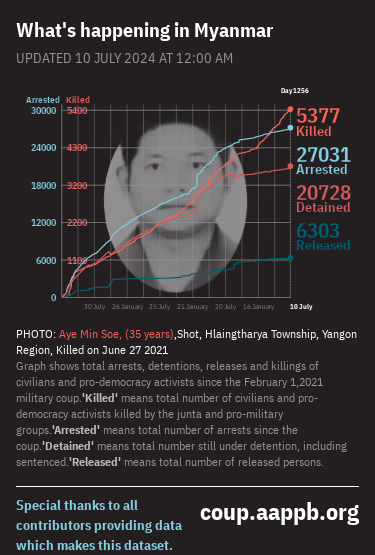 What's happening in Myanmar
UPDATED 10 JULY 2024 AT 12:00 AM
Day1256
Arrested Killed
30000 5400
24000 4300
18000 3200
12000 2200
6000 1100
0
5377
Killed
27031
Arrested
20728
Detained
6303
Released
30 July 26 January 25 July 21 January 20 July 16 January 10 July
PHOTO: Aye Min Soe, (35 years),Shot, Hlaingtharya Township, Yangon
Region, Killed on June 27 2021
Graph shows total arrests, detentions, releases and killings of
civilians and pro-democracy activists since the February 1,2021
military coup.'Killed' means total number of civilians and pro-
democracy activists killed by the junta and pro-military
groups.'Arrested' means total number of arrests since the
coup.'Detained' means total number still under detention, including
sentenced.'Released' means total number of released persons.
Special thanks to all
contributors providing data
which makes this dataset.
coup.aappb.org